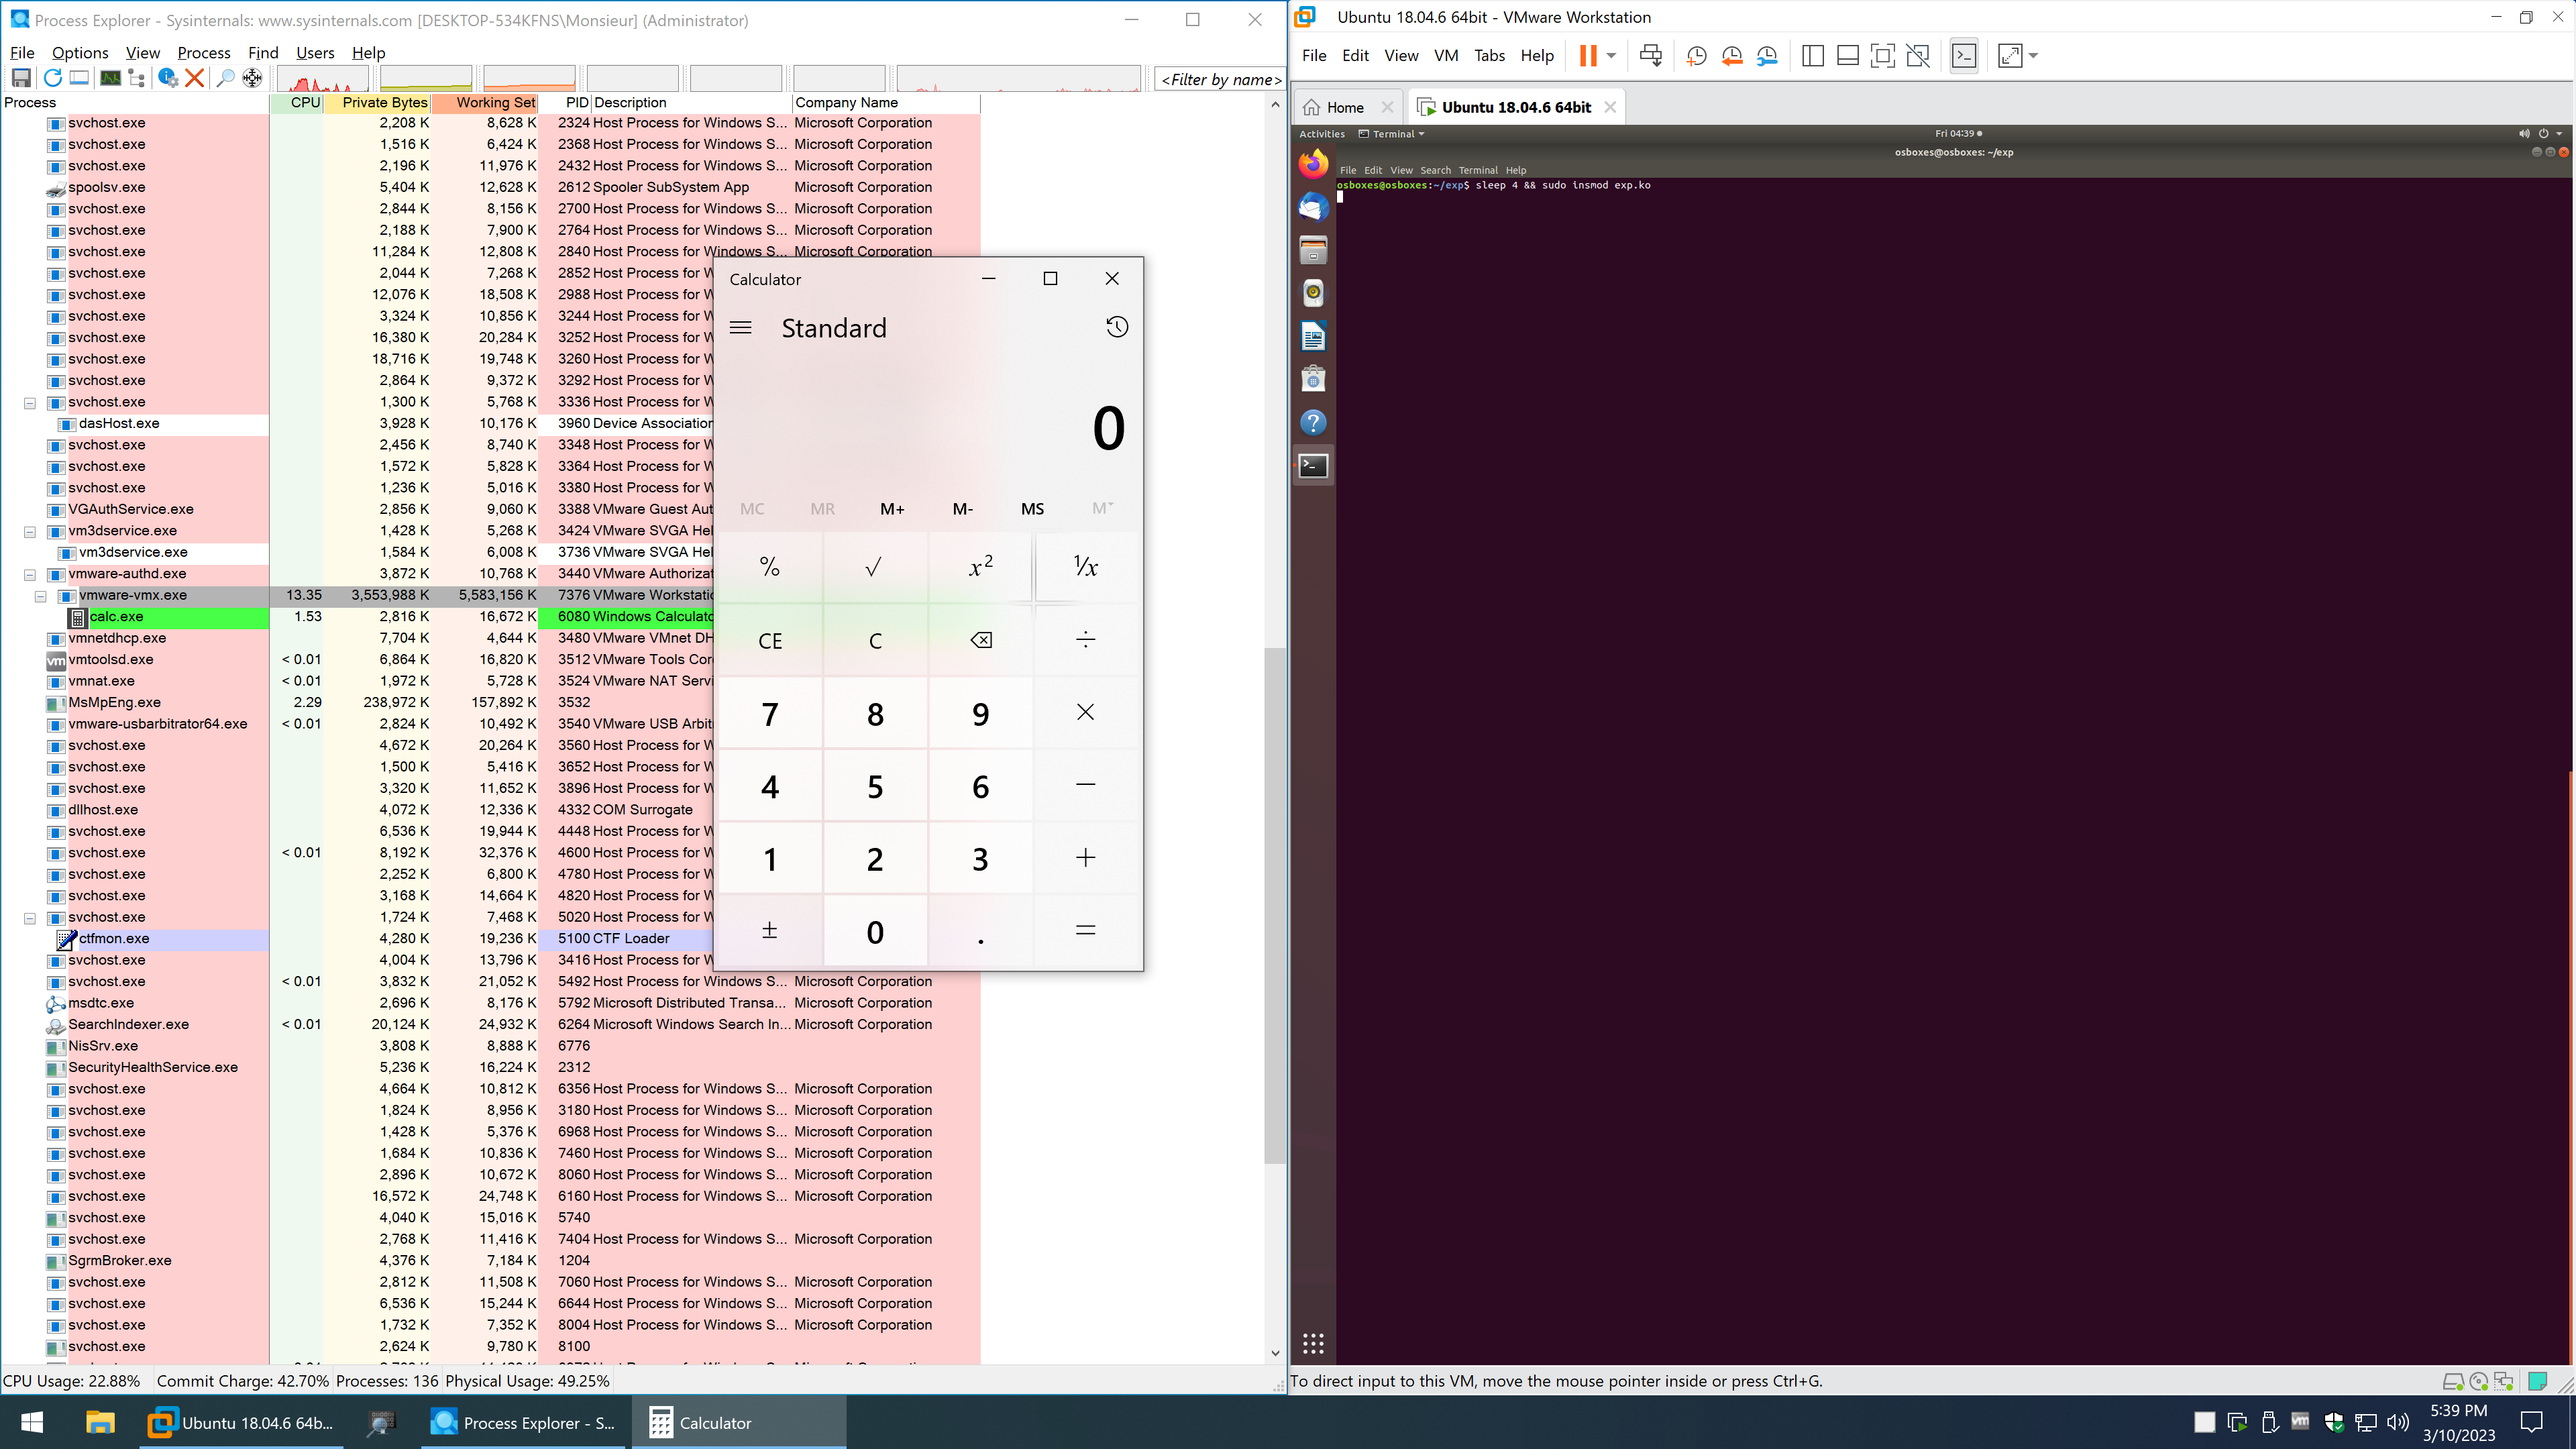 Process Explorer - Sysinternals: www.sysinternals.com [DESKTOP-534KFNS\Monsieur] (Administrator)
File Options View Process Find Users Help
<Filter by name>
Process CPU Private Bytes Working Set PID Description Company Name
svchost.exe 2,208 K 8,628 K 2324 Host Process for Windows S... Microsoft Corporation
svchost.exe 1,516 K 6,424 K 2368 Host Process for Windows S... Microsoft Corporation
svchost.exe 2,196 K 11,976 K 2432 Host Process for Windows S... Microsoft Corporation
spoolsv.exe 5,404 K 12,628 K 2612 Spooler SubSystem App Microsoft Corporation
svchost.exe 2,844 K 8,156 K 2700 Host Process for Windows S... Microsoft Corporation
svchost.exe 2,188 K 7,900 K 2764 Host Process for Windows S... Microsoft Corporation
svchost.exe 11,284 K 12,808 K 2840 Host Process for Windows S... Microsoft Corporation
svchost.exe 2,044 K 7,268 K 2852 Host Process for W
svchost.exe 12,076 K 18,508 K 2988 Host Process for W
svchost.exe 3,324 K 10,856 K 3244 Host Process for W
svchost.exe 16,380 K 20,284 K 3252 Host Process for W
svchost.exe 18,716 K 19,748 K 3260 Host Process for W
svchost.exe 2,864 K 9,372 K 3292 Host Process for W
svchost.exe 1,300 K 5,768 K 3336 Host Process for W
dasHost.exe 3,928 K 10,176 K 3960 Device Association
svchost.exe 2,456 K 8,740 K 3348 Host Process for W
svchost.exe 1,572 K 5,828 K 3364 Host Process for W
svchost.exe 1,236 K 5,016 K 3380 Host Process for W
VGAuthService.exe 2,856 K 9,060 K 3388 VMware Guest Aut
vm3dservice.exe 1,428 K 5,268 K 3424 VMware SVGA Hel
vm3dservice.exe 1,584 K 6,008 K 3736 VMware SVGA Hel
vmware-authd.exe 3,872 K 10,768 K 3440 VMware Authorizat
vmware-vmx.exe 13.35 3,553,988 K 5,583,156 K 7376 VMware Workstatic
calc.exe 1.53 2,816 K 16,672 K 6080 Windows Calculato
vmnetdhcp.exe 7,704 K 4,644 K 3480 VMware VMnet DH
vmtoolsd.exe < 0.01 6,864 K 16,820 K 3512 VMware Tools Cor
vmnat.exe < 0.01 1,972 K 5,728 K 3524 VMware NAT Servi
MsMpEng.exe 2.29 238,972 K 157,892 K 3532
vmware-usbarbitrator64.exe < 0.01 2,824 K 10,492 K 3540 VMware USB Arbit
svchost.exe 4,672 K 20,264 K 3560 Host Process for W
svchost.exe 1,500 K 5,416 K 3652 Host Process for W
svchost.exe 3,320 K 11,652 K 3896 Host Process for W
dllhost.exe 4,072 K 12,336 K 4332 COM Surrogate
svchost.exe 6,536 K 19,944 K 4448 Host Process for W
svchost.exe < 0.01 8,192 K 32,376 K 4600 Host Process for W
svchost.exe 2,252 K 6,800 K 4780 Host Process for W
svchost.exe 3,168 K 14,664 K 4820 Host Process for W
svchost.exe 1,724 K 7,468 K 5020 Host Process for W
ctfmon.exe 4,280 K 19,236 K 5100 CTF Loader
svchost.exe 4,004 K 13,796 K 3416 Host Process for W
svchost.exe < 0.01 3,832 K 21,052 K 5492 Host Process for Windows S... Microsoft Corporation
msdtc.exe 2,696 K 8,176 K 5792 Microsoft Distributed Transa... Microsoft Corporation
SearchIndexer.exe < 0.01 20,124 K 24,932 K 6264 Microsoft Windows Search In... Microsoft Corporation
NisSrv.exe 3,808 K 8,888 K 6776
SecurityHealthService.exe 5,236 K 16,224 K 2312
svchost.exe 4,664 K 10,812 K 6356 Host Process for Windows S... Microsoft Corporation
svchost.exe 1,824 K 8,956 K 3180 Host Process for Windows S... Microsoft Corporation
svchost.exe 1,428 K 5,376 K 6968 Host Process for Windows S... Microsoft Corporation
svchost.exe 1,684 K 10,836 K 7460 Host Process for Windows S... Microsoft Corporation
svchost.exe 2,896 K 10,672 K 8060 Host Process for Windows S... Microsoft Corporation
svchost.exe 16,572 K 24,748 K 6160 Host Process for Windows S... Microsoft Corporation
svchost.exe 4,040 K 15,016 K 5740
svchost.exe 2,768 K 11,416 K 7404 Host Process for Windows S... Microsoft Corporation
SgrmBroker.exe 4,376 K 7,184 K 1204
svchost.exe 2,812 K 11,508 K 7060 Host Process for Windows S... Microsoft Corporation
svchost.exe 6,536 K 15,244 K 6644 Host Process for Windows S... Microsoft Corporation
svchost.exe 1,732 K 7,352 K 8004 Host Process for Windows S... Microsoft Corporation
svchost.exe 2,624 K 9,780 K 8100
CPU Usage: 22.88% Commit Charge: 42.70% Processes: 136 Physical Usage: 49.25%
Calculator
Standard
0
MC MR M+ M- MS M
% √ x² ¹/x
CE C ÷
7 8 9 ×
4 5 6 −
1 2 3 +
± 0 . =
Ubuntu 18.04.6 64bit - VMware Workstation
File Edit View VM Tabs Help
Home Ubuntu 18.04.6 64bit
Activities Terminal Fri 04:39
osboxes@osboxes: ~/exp
File Edit View Search Terminal Help
osboxes@osboxes:~/exp$ sleep 4 && sudo insmod exp.ko
To direct input to this VM, move the mouse pointer inside or press Ctrl+G.
Ubuntu 18.04.6 64b... Process Explorer - S... Calculator
5:39 PM
3/10/2023